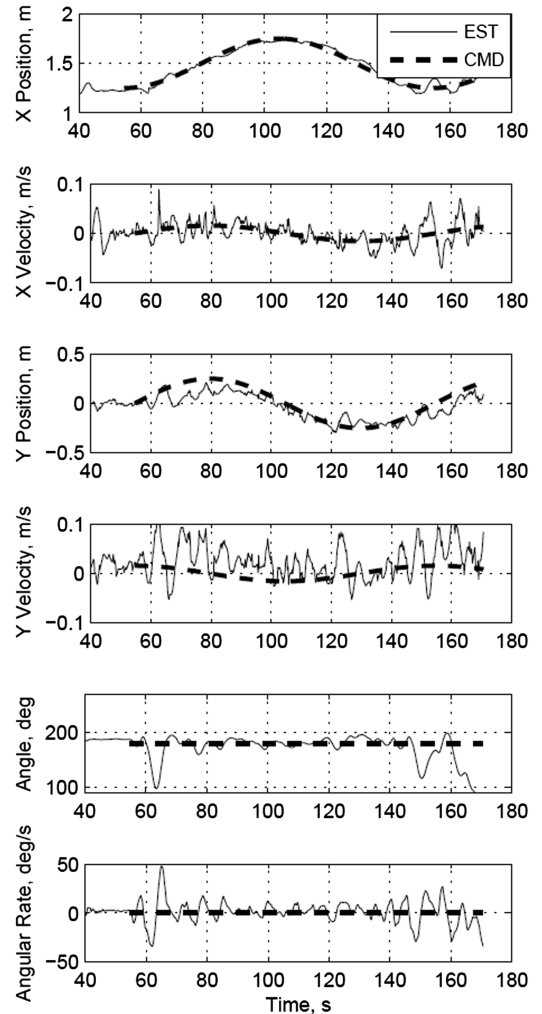 X Position, m
2
1.5
1
EST
CMD
40 60 80 100 120 140 160 180
X Velocity, m/s
0.1
0
−0.1
40 60 80 100 120 140 160 180
Y Position, m
0.5
0
−0.5
40 60 80 100 120 140 160 180
Y Velocity, m/s
0.1
0
−0.1
40 60 80 100 120 140 160 180
Angle, deg
200
100
40 60 80 100 120 140 160 180
Angular Rate, deg/s
50
0
−50
40 60 80 100 120 140 160 180
Time, s